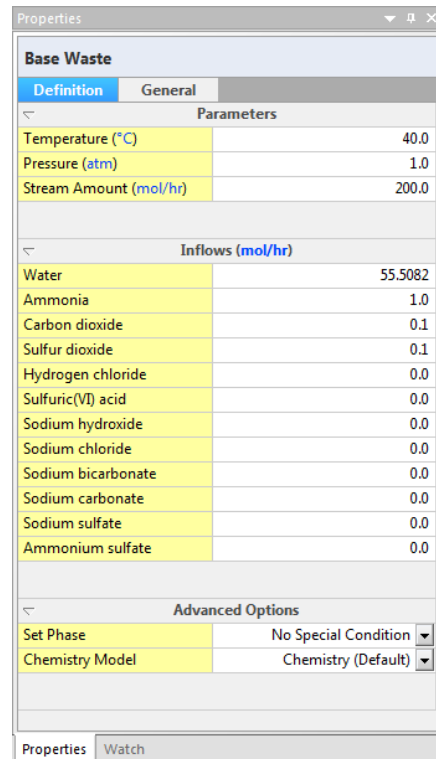 Properties
Base Waste
Definition General
Parameters
Temperature (°C) 40.0
Pressure (atm) 1.0
Stream Amount (mol/hr) 200.0
Inflows (mol/hr)
Water 55.5082
Ammonia 1.0
Carbon dioxide 0.1
Sulfur dioxide 0.1
Hydrogen chloride 0.0
Sulfuric(VI) acid 0.0
Sodium hydroxide 0.0
Sodium chloride 0.0
Sodium bicarbonate 0.0
Sodium carbonate 0.0
Sodium sulfate 0.0
Ammonium sulfate 0.0
Advanced Options
Set Phase No Special Condition
Chemistry Model Chemistry (Default)
Properties Watch